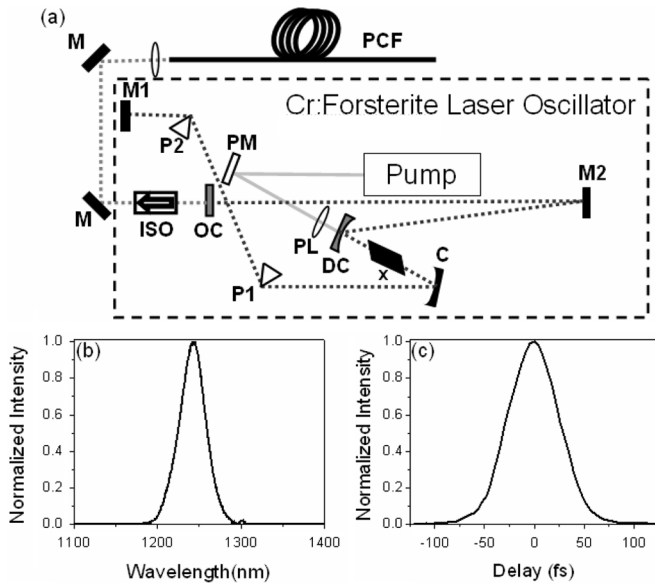 (a)
M
PCF
M1
Cr:Forsterite Laser Oscillator
P2
PM
Pump
M2
M
ISO
OC
PL
DC
x
C
P1
(b)
Normalized Intensity
1.0
0.8
0.6
0.4
0.2
0.0
1100 1200 1300 1400
Wavelength(nm)
(c)
Normalized Intensity
1.0
0.8
0.6
0.4
0.2
0.0
-100 -50 0 50 100
Delay (fs)